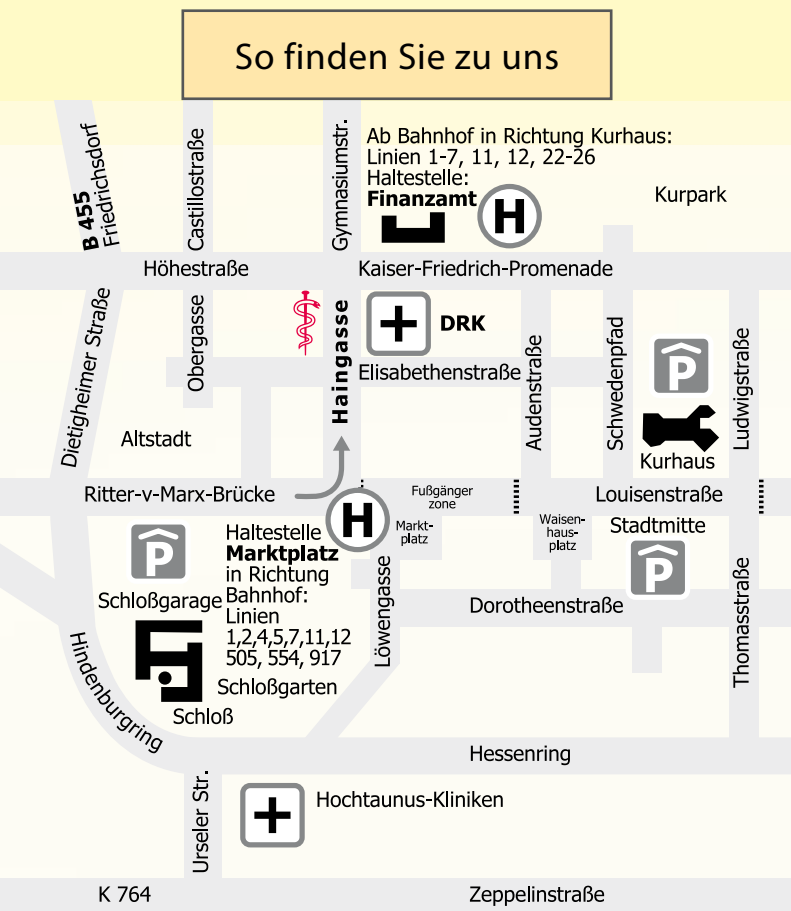 So finden Sie zu uns
B 455
Friedrichsdorf
Castillostraße
Gymnasiumstr.
Ab Bahnhof in Richtung Kurhaus:
Linien 1-7, 11, 12, 22-26
Haltestelle:
Finanzamt
H
Kurpark
Höhestraße
Kaiser-Friedrich-Promenade
Dietigheimer Straße
Obergasse
Haingasse
DRK
Elisabethenstraße
Audenstraße
Schwedenpfad
P
Ludwigstraße
Altstadt
Kurhaus
Ritter-v-Marx-Brücke
Fußgänger
zone
Louisenstraße
H
Markt-
platz
Waisen-
haus-
platz
Stadtmitte
P
P
Schloßgarage
Haltestelle
Marktplatz
in Richtung
Bahnhof:
Linien
1,2,4,5,7,11,12
505, 554, 917
Löwengasse
Dorotheenstraße
Thomasstraße
Hindenburgring
Schloßgarten
Schloß
Hessenring
Urseler Str.
Hochtaunus-Kliniken
K 764
Zeppelinstraße